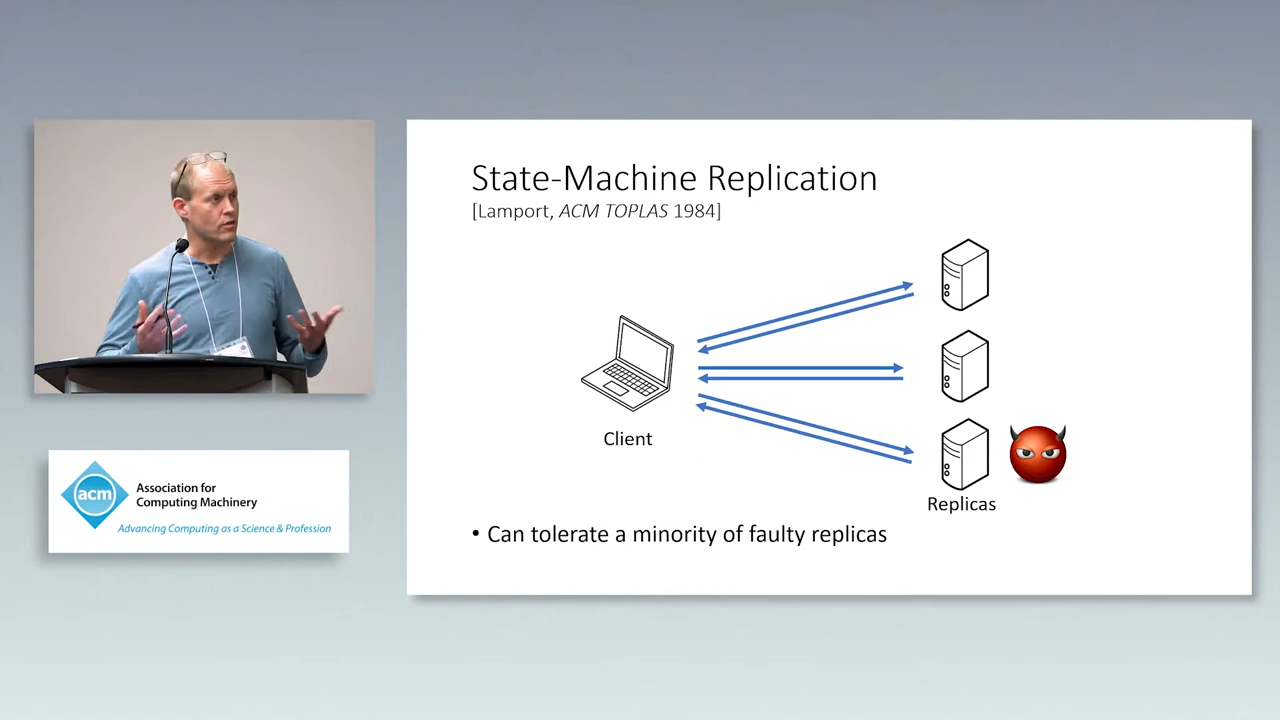 State-Machine Replication
[Lamport, ACM TOPLAS 1984]
Client
Replicas
• Can tolerate a minority of faulty replicas
acm
Association for
Computing Machinery
Advancing Computing as a Science & Profession